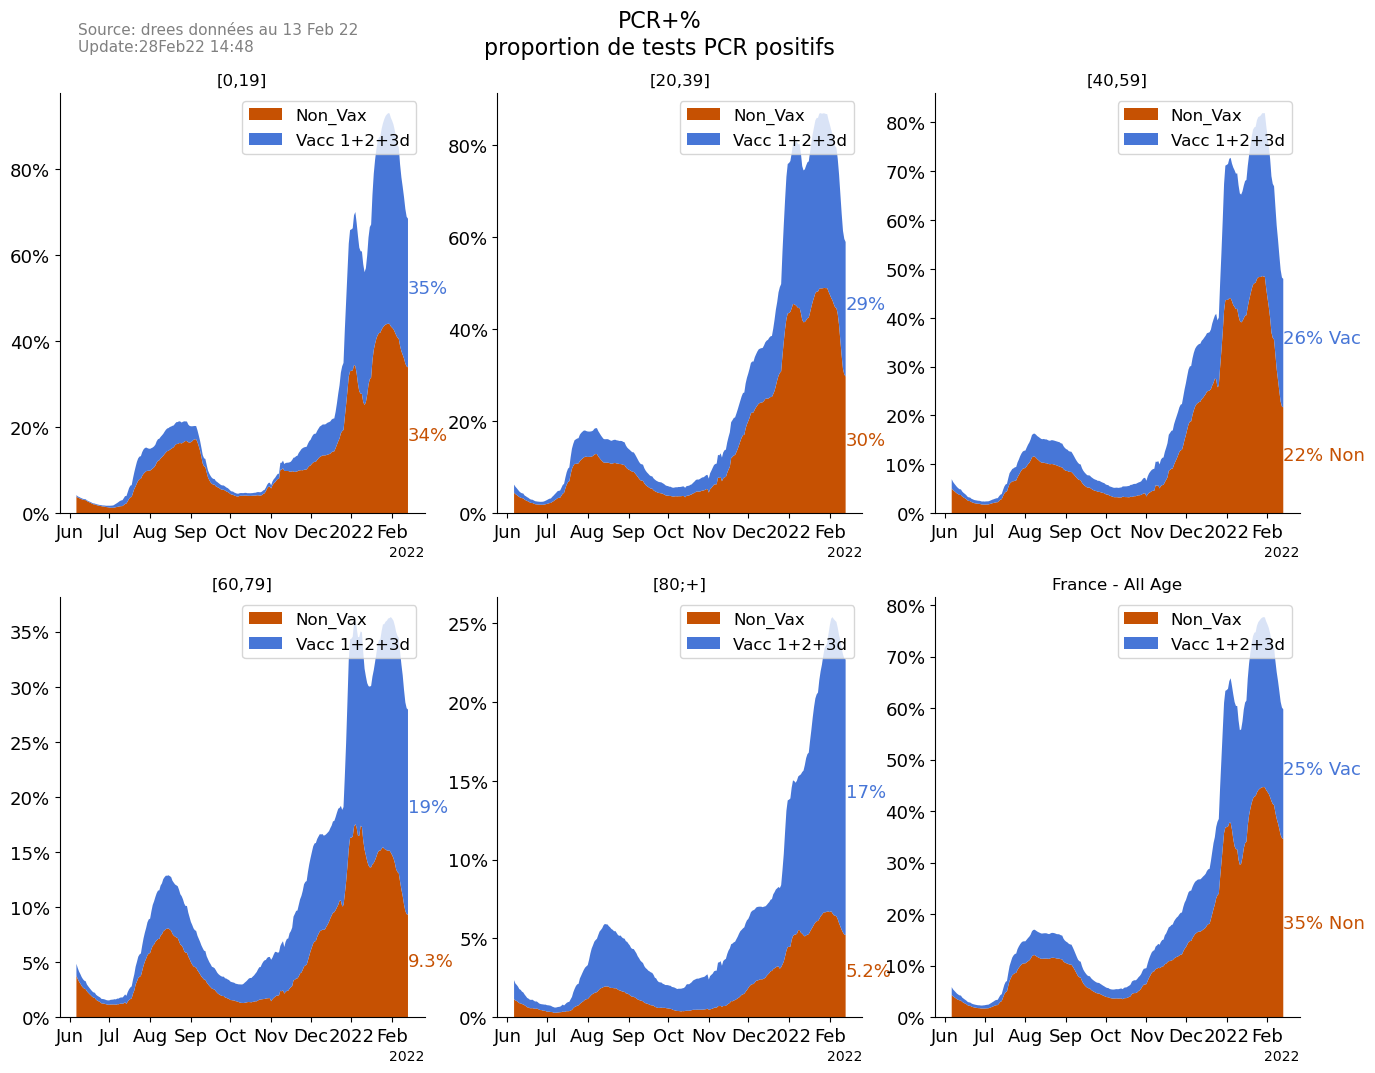 Source: drees données au 13 Feb 22
Update:28Feb22 14:48
PCR+%
proportion de tests PCR positifs
[0,19]
Non_Vax
Vacc 1+2+3d
80%
60%
40%
20%
0%
35%
34%
Jun Jul Aug Sep Oct Nov Dec 2022 Feb
2022
[20,39]
Non_Vax
Vacc 1+2+3d
80%
60%
40%
20%
0%
29%
30%
Jun Jul Aug Sep Oct Nov Dec 2022 Feb
2022
[40,59]
Non_Vax
Vacc 1+2+3d
80%
70%
60%
50%
40%
30%
20%
10%
0%
26% Vac
22% Non
Jun Jul Aug Sep Oct Nov Dec 2022 Feb
2022
[60,79]
Non_Vax
Vacc 1+2+3d
35%
30%
25%
20%
15%
10%
5%
0%
19%
9.3%
Jun Jul Aug Sep Oct Nov Dec 2022 Feb
2022
[80;+]
Non_Vax
Vacc 1+2+3d
25%
20%
15%
10%
5%
0%
17%
5.2%
Jun Jul Aug Sep Oct Nov Dec 2022 Feb
2022
France - All Age
Non_Vax
Vacc 1+2+3d
80%
70%
60%
50%
40%
30%
20%
10%
0%
25% Vac
35% Non
Jun Jul Aug Sep Oct Nov Dec 2022 Feb
2022